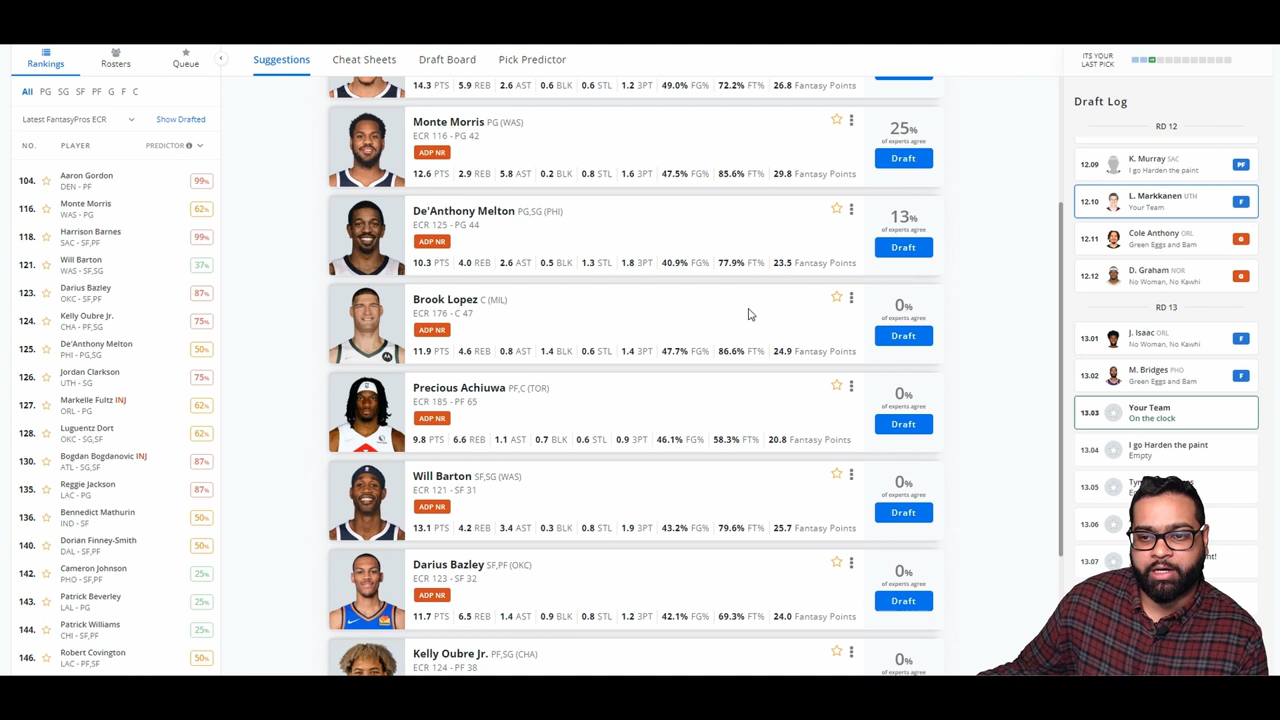 Rankings
Rosters
Queue
Suggestions
Cheat Sheets
Draft Board
Pick Predictor
ITS YOUR
LAST PICK
All PG SG SF PF G F C
Latest FantasyPros ECR
Show Drafted
NO. PLAYER PREDICTOR
104. Aaron Gordon 99%
DEN - PF
116. Monte Morris 62%
WAS - PG
118. Harrison Barnes 99%
SAC - SF,PF
121. Will Barton 37%
WAS - SF,SG
123. Darius Bazley 87%
OKC - SF,PF
124. Kelly Oubre Jr. 75%
CHA - PF,SG
125. De'Anthony Melton 50%
PHI - PG,SG
126. Jordan Clarkson 75%
UTH - SG
127. Markelle Fultz INJ 62%
ORL - PG
128. Luguentz Dort 62%
OKC - SG,SF
130. Bogdan Bogdanovic INJ 87%
ATL - SG,SF
135. Reggie Jackson 87%
LAC - PG
136. Bennedict Mathurin 50%
IND - SF
140. Dorian Finney-Smith 50%
DAL - SF,PF
142. Cameron Johnson 25%
PHO - SF,PF
143. Patrick Beverley 25%
LAL - PG
144. Patrick Williams 25%
CHI - SF,PF
146. Robert Covington 50%
LAC - PF,SF
14.3 PTS 5.9 REB 2.6 AST 0.6 BLK 0.6 STL 1.2 3PT 49.0% FG% 72.2% FT% 26.8 Fantasy Points
Monte Morris PG (WAS)
ECR 116 - PG 42
ADP NR
12.6 PTS 2.9 REB 5.8 AST 0.2 BLK 0.8 STL 1.6 3PT 47.5% FG% 85.6% FT% 29.8 Fantasy Points
25%
of experts agree
Draft
De'Anthony Melton PG,SG (PHI)
ECR 125 - PG 44
ADP NR
10.3 PTS 4.0 REB 2.6 AST 0.5 BLK 1.3 STL 1.8 3PT 40.9% FG% 77.9% FT% 23.5 Fantasy Points
13%
of experts agree
Draft
Brook Lopez C (MIL)
ECR 176 - C 47
ADP NR
11.9 PTS 4.6 REB 0.8 AST 1.4 BLK 0.6 STL 1.4 3PT 47.7% FG% 86.6% FT% 24.9 Fantasy Points
0%
of experts agree
Draft
Precious Achiuwa PF,C (TOR)
ECR 185 - PF 65
ADP NR
9.8 PTS 6.6 REB 1.1 AST 0.7 BLK 0.6 STL 0.9 3PT 46.1% FG% 58.3% FT% 20.8 Fantasy Points
0%
of experts agree
Draft
Will Barton SF,SG (WAS)
ECR 121 - SF 31
ADP NR
13.1 PTS 4.2 REB 3.4 AST 0.3 BLK 0.8 STL 1.9 3PT 43.2% FG% 79.6% FT% 25.7 Fantasy Points
0%
of experts agree
Draft
Darius Bazley SF,PF (OKC)
ECR 123 - SF 32
ADP NR
11.7 PTS 6.5 REB 1.4 AST 0.9 BLK 0.8 STL 1.2 3PT 42.1% FG% 69.3% FT% 24.0 Fantasy Points
0%
of experts agree
Draft
Kelly Oubre Jr. PF,SG (CHA)
ECR 124 - PF 38
0%
of experts agree
Draft Log
RD 12
12.09 K. Murray SAC PF
I go Harden the paint
12.10 L. Markkanen UTH F
Your Team
12.11 Cole Anthony ORL G
Green Eggs and Bam
12.12 D. Graham NOR G
No Woman, No Kawhi
RD 13
13.01 J. Isaac ORL F
No Woman, No Kawhi
13.02 M. Bridges PHO F
Green Eggs and Bam
13.03 Your Team
On the clock
13.04 I go Harden the paint
Empty
13.05
13.06
13.07